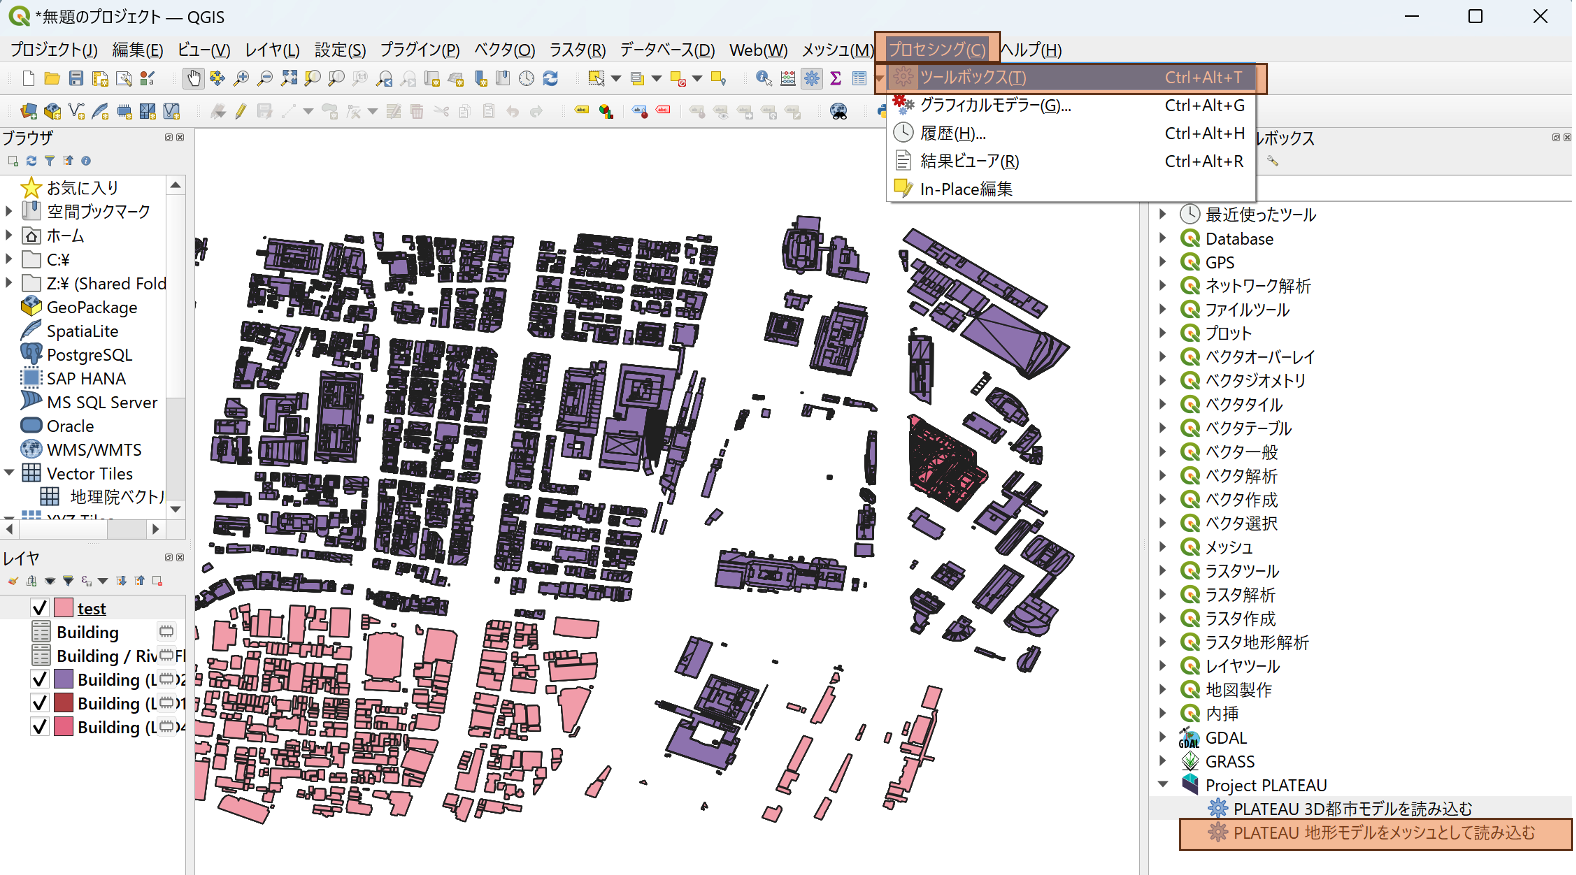 *無題のプロジェクト — QGIS
プロジェクト(J) 編集(E) ビュー(V) レイヤ(L) 設定(S) プラグイン(P) ベクタ(O) ラスタ(R) データベース(D) Web(W) メッシュ(M) プロセシング(C) ヘルプ(H)
ツールボックス(T) Ctrl+Alt+T
グラフィカルモデラー(G)... Ctrl+Alt+G
履歴(H)... Ctrl+Alt+H
結果ビューア(R) Ctrl+Alt+R
In-Place編集
ブラウザ
お気に入り
空間ブックマーク
ホーム
C:¥
Z:¥ (Shared Fold
GeoPackage
SpatiaLite
PostgreSQL
SAP HANA
MS SQL Server
Oracle
WMS/WMTS
Vector Tiles
地理院ベクトル
XYZ Tiles
レイヤ
test
Building
Building / Riv Fl
Building (LOD2
Building (LOD1
Building (LOD4
ルボックス
最近使ったツール
Database
GPS
ネットワーク解析
ファイルツール
プロット
ベクタオーバーレイ
ベクタジオメトリ
ベクタタイル
ベクタテーブル
ベクタ一般
ベクタ解析
ベクタ作成
ベクタ選択
メッシュ
ラスタツール
ラスタ解析
ラスタ作成
ラスタ地形解析
レイヤツール
地図製作
内挿
GDAL
GRASS
Project PLATEAU
PLATEAU 3D都市モデルを読み込む
PLATEAU 地形モデルをメッシュとして読み込む